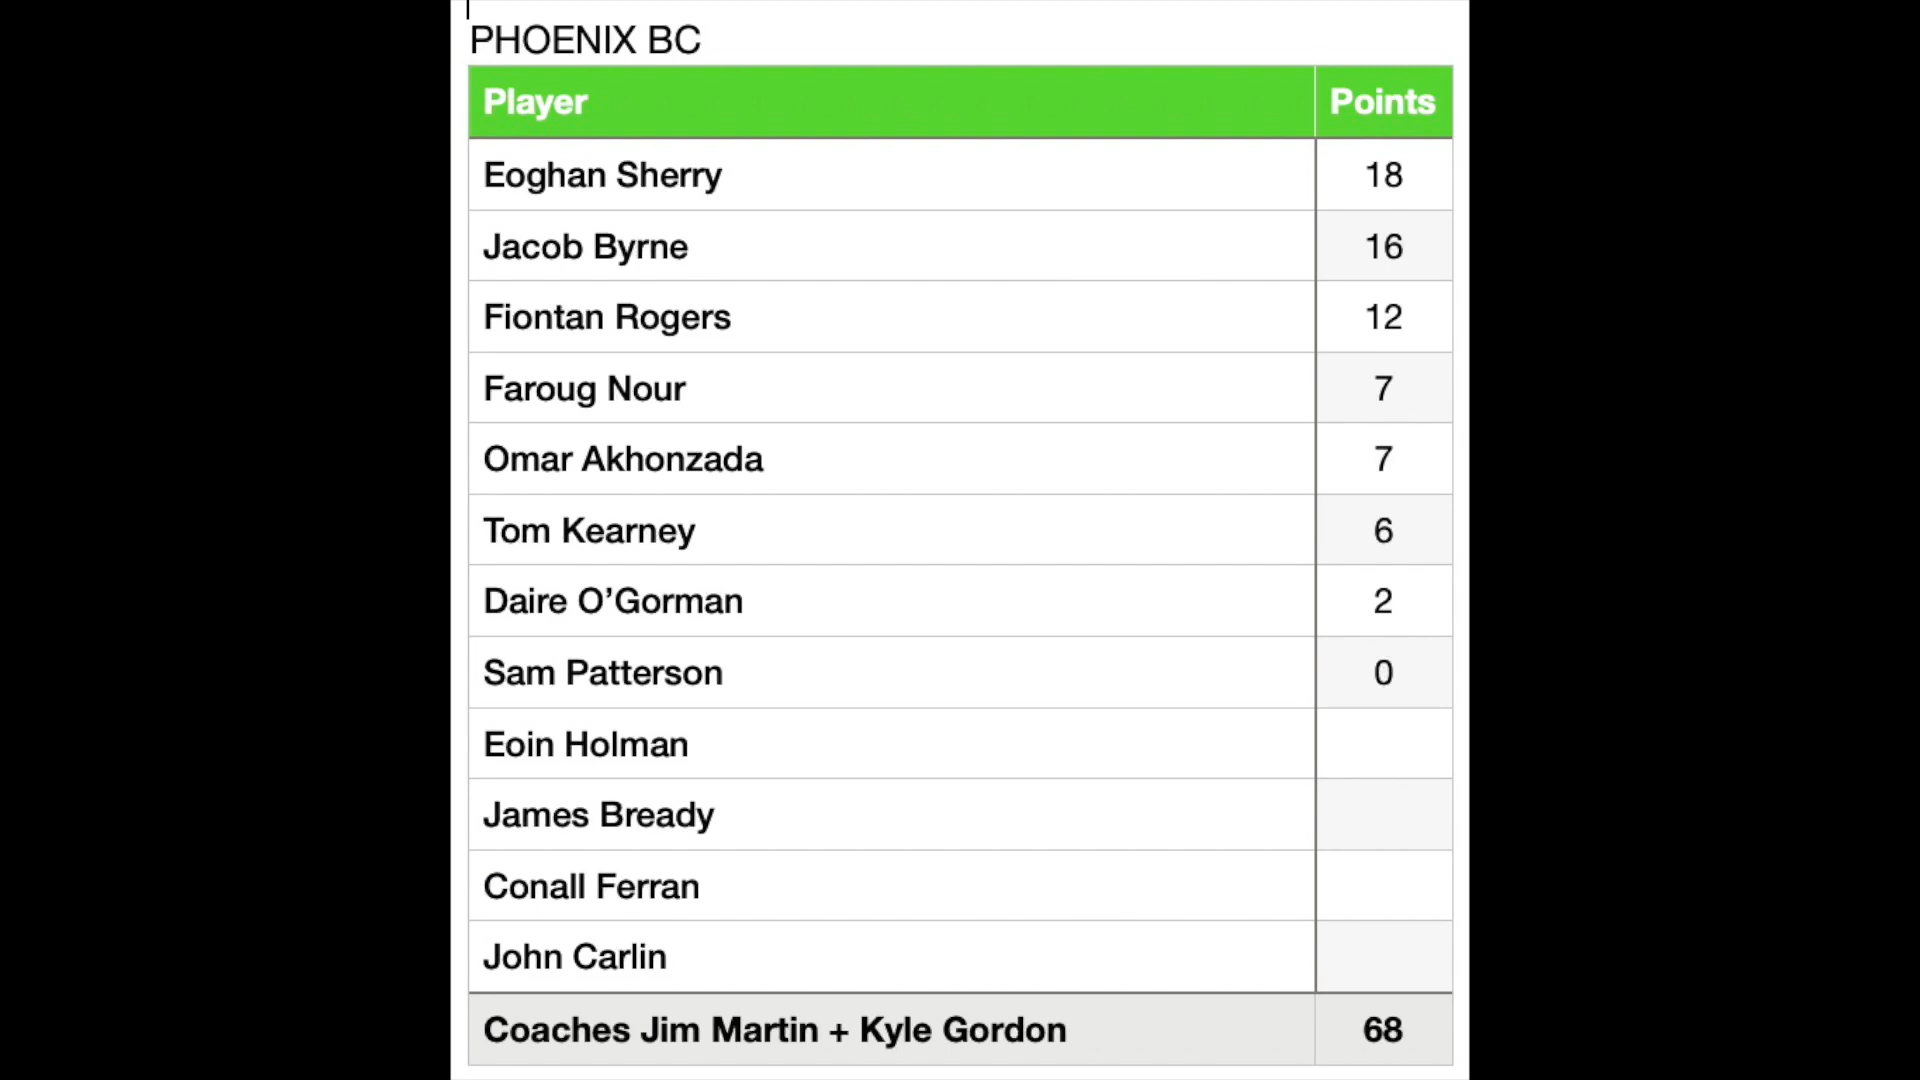 PHOENIX BC
Player Points
Eoghan Sherry 18
Jacob Byrne 16
Fiontan Rogers 12
Faroug Nour 7
Omar Akhonzada 7
Tom Kearney 6
Daire O’Gorman 2
Sam Patterson 0
Eoin Holman
James Bready
Conall Ferran
John Carlin
Coaches Jim Martin + Kyle Gordon 68